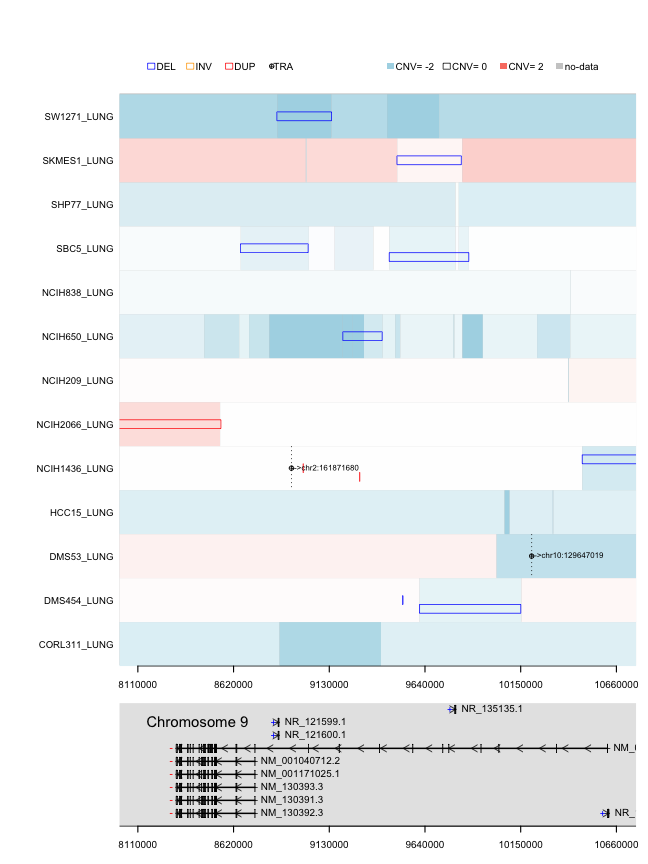 DEL INV DUP TRA CNV= -2 CNV= 0 CNV= 2 no-data
SW1271_LUNG
SKMES1_LUNG
SHP77_LUNG
SBC5_LUNG
NCIH838_LUNG
NCIH650_LUNG
NCIH209_LUNG
NCIH2066_LUNG
NCIH1436_LUNG ->chr2:161871680
HCC15_LUNG
DMS53_LUNG ->chr10:129647019
DMS454_LUNG
CORL311_LUNG
8110000 8620000 9130000 9640000 10150000 10660000
NR_135135.1
Chromosome 9 NR_121599.1
NR_121600.1
NM_
NM_001040712.2
NM_001171025.1
NM_130393.3
NM_130391.3
NM_130392.3 NR_
8110000 8620000 9130000 9640000 10150000 10660000